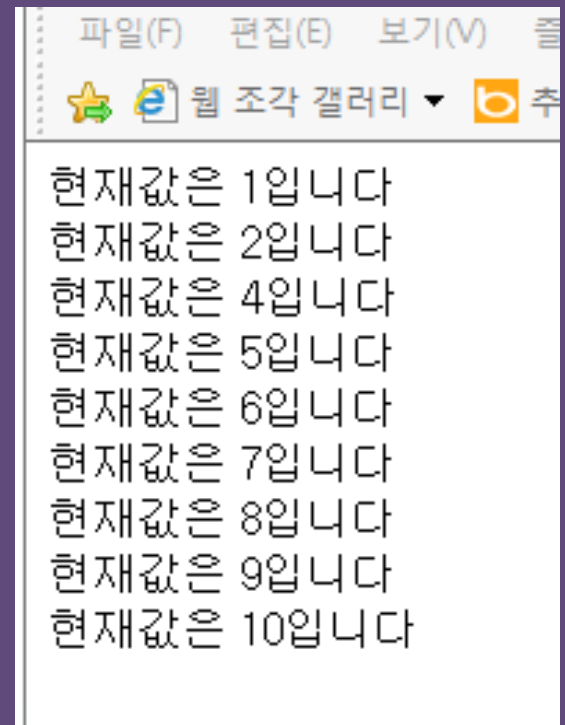 파일(F) 편집(E) 보기(V) 즐
웹 조각 갤러리 추
현재값은 1입니다
현재값은 2입니다
현재값은 4입니다
현재값은 5입니다
현재값은 6입니다
현재값은 7입니다
현재값은 8입니다
현재값은 9입니다
현재값은 10입니다